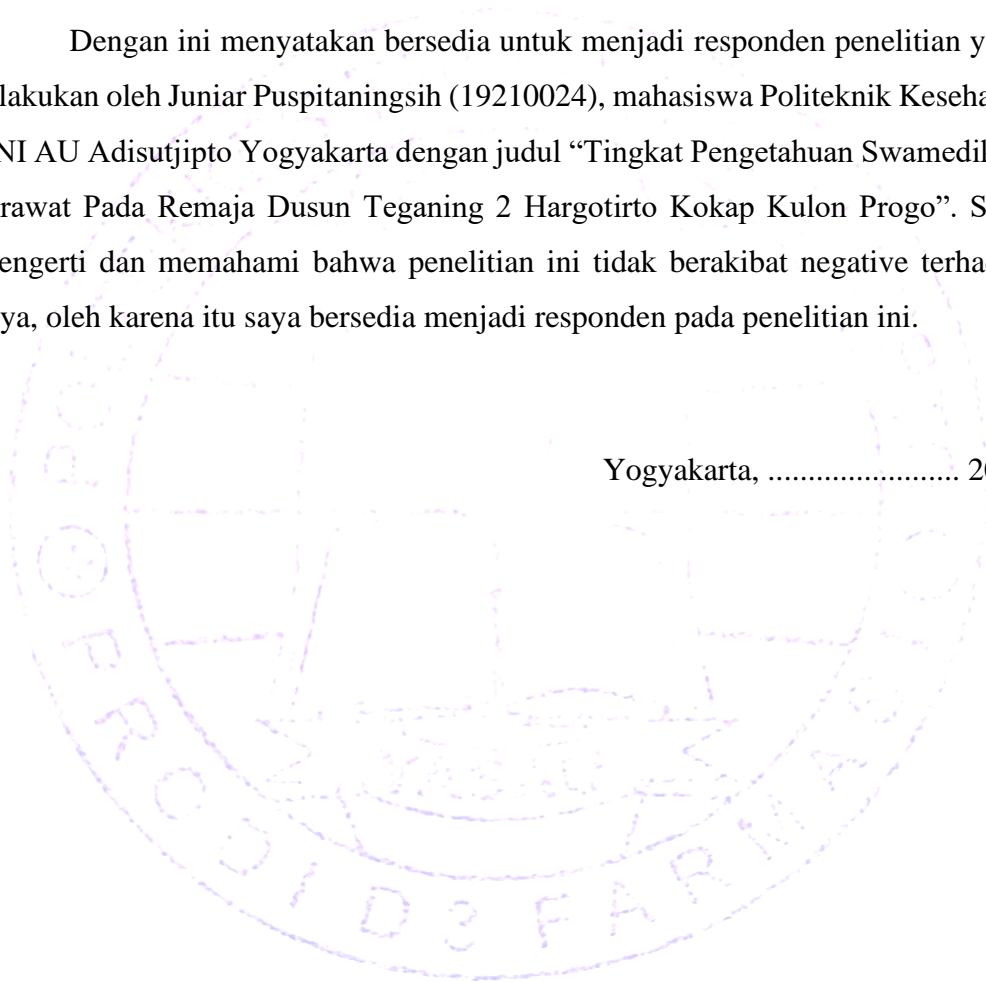 Dengan ini menyatakan bersedia untuk menjadi responden penelitian y
lakukan oleh Juniar Puspitaningsih (19210024), mahasiswa Politeknik Keseha
NI AU Adisutjipto Yogyakarta dengan judul “Tingkat Pengetahuan Swamedik
rawat Pada Remaja Dusun Teganing 2 Hargotirto Kokap Kulon Progo”. S
engerti dan memahami bahwa penelitian ini tidak berakibat negative terha
ya, oleh karena itu saya bersedia menjadi responden pada penelitian ini.
Yogyakarta, ........................ 20
PRODI D3 FARMASI